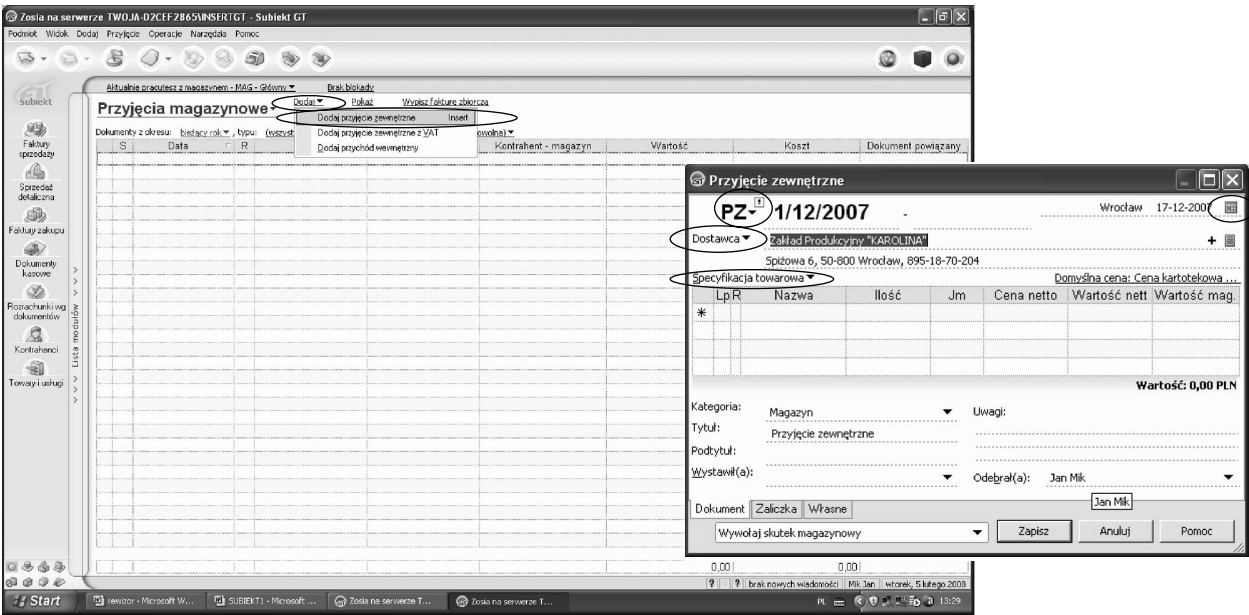 Zosia na serwerze TWOJA-D2CEF2865\INSERTGT - Subiekt GT
Podmiot Widok Dodaj Przyjęcie Operacje Narzędzia Pomoc
Subiekt
Aktualnie pracujesz z magazynem - MAG - Główny Brak blokady
Przyjęcia magazynowe Dodaj Pokaż Wypisz fakturę zbiorczą
Dodaj przyjęcie zewnętrzne Insert
Dodaj przyjęcie zewnętrzne z VAT
Dodaj przychód wewnętrzny
Dokumenty z okresu: bieżący rok , typu: (wszyst owolna)
S Data R Kontrahent - magazyn Wartość Koszt Dokument powiązany
Faktury sprzedaży
Sprzedaż detaliczna
Faktury zakupu
Dokumenty kasowe
Rozrachunki wg dokumentów
Kontrahenci
Towary i usługi
Lista modułów
Przyjęcie zewnętrzne
PZ 1/12/2007 - Wrocław 17-12-2007
Dostawca Zakład Produkcyjny "KAROLINA"
Spiżowa 6, 50-800 Wrocław, 895-18-70-204
Specyfikacja towarowa Domyślna cena: Cena kartotekowa ...
Lp R Nazwa Ilość Jm Cena netto Wartość nett Wartość mag.
*
Wartość: 0,00 PLN
Kategoria: Magazyn Uwagi:
Tytuł: Przyjęcie zewnętrzne
Podtytuł:
Wystawił(a): Odebrał(a): Jan Mik
Jan Mik
Dokument Zaliczka Własne
Wywołaj skutek magazynowy Zapisz Anuluj Pomoc
0,00 0,00
? ? brak nowych wiadomości Mik Jan wtorek, 5 lutego 2008
Start rewizor - Microsoft W... SUBIEKT1 - Microsoft ... Zosia na serwerze T... Zosia na serwerze T... PL 13:29